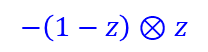 −(1 − z) ⊗ z